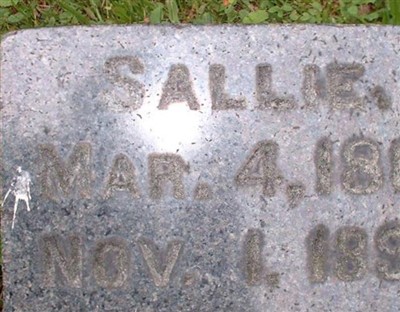 Sallie,
Mar. 4, 18
Nov. 1, 189